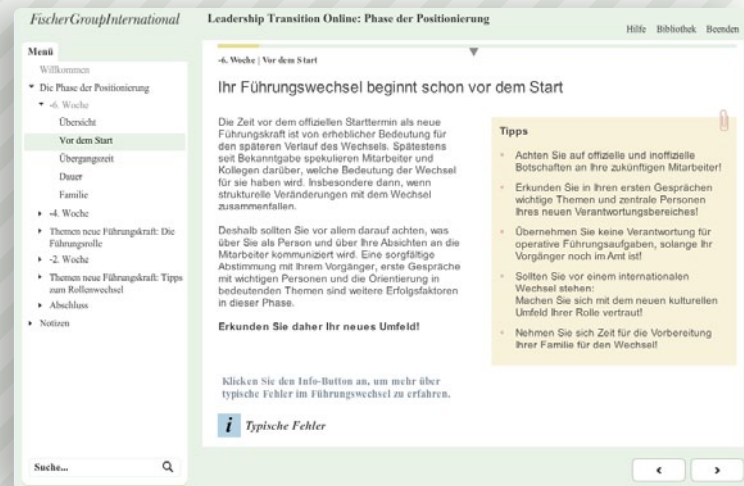 FischerGroupInternational
Leadership Transition Online: Phase der Positionierung
Hilfe Bibliothek Beenden
Menü
Willkommen
Die Phase der Positionierung
-6. Woche
Übersicht
Vor dem Start
Übergangszeit
Dauer
Familie
-4. Woche
Themen neue Führungskraft: Die
Führungsrolle
-2. Woche
Themen neue Führungskraft: Tipps
zum Rollenwechsel
Abschluss
Notizen
Suche...
-6. Woche | Vor dem Start
Ihr Führungswechsel beginnt schon vor dem Start
Die Zeit vor dem offiziellen Starttermin als neue
Führungskraft ist von erheblicher Bedeutung für
den späteren Verlauf des Wechsels. Spätestens
seit Bekanntgabe spekulieren Mitarbeiter und
Kollegen darüber, welche Bedeutung der Wechsel
für sie haben wird. Insbesondere dann, wenn
strukturelle Veränderungen mit dem Wechsel
zusammenfallen.
Deshalb sollten Sie vor allem darauf achten, was
über Sie als Person und über Ihre Absichten an die
Mitarbeiter kommuniziert wird. Eine sorgfältige
Abstimmung mit Ihrem Vorgänger, erste Gespräche
mit wichtigen Personen und die Orientierung in
bedeutenden Themen sind weitere Erfolgsfaktoren
in dieser Phase.
Erkunden Sie daher Ihr neues Umfeld!
Klicken Sie den Info-Button an, um mehr über
typische Fehler im Führungswechsel zu erfahren.
i Typische Fehler
Tipps
Achten Sie auf offizielle und inoffizielle
Botschaften an Ihre zukünftigen Mitarbeiter!
Erkunden Sie in Ihren ersten Gesprächen
wichtige Themen und zentrale Personen
Ihres neuen Verantwortungsbereiches!
Übernehmen Sie keine Verantwortung für
operative Führungsaufgaben, solange Ihr
Vorgänger noch im Amt ist!
Sollten Sie vor einem internationalen
Wechsel stehen:
Machen Sie sich mit dem neuen kulturellen
Umfeld Ihrer Rolle vertraut!
Nehmen Sie sich Zeit für die Vorbereitung
Ihrer Familie für den Wechsel!